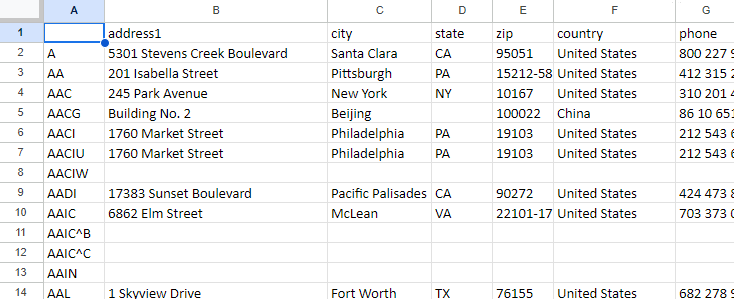 A B C D E F G
1 address1 city state zip country phone
2 A 5301 Stevens Creek Boulevard Santa Clara CA 95051 United States 800 227 9
3 AA 201 Isabella Street Pittsburgh PA 15212-58 United States 412 315 2
4 AAC 245 Park Avenue New York NY 10167 United States 310 201 4
5 AACG Building No. 2 Beijing 100022 China 86 10 651
6 AACI 1760 Market Street Philadelphia PA 19103 United States 212 543 6
7 AACIU 1760 Market Street Philadelphia PA 19103 United States 212 543 6
8 AACIW
9 AADI 17383 Sunset Boulevard Pacific Palisades CA 90272 United States 424 473 8
10 AAIC 6862 Elm Street McLean VA 22101-17 United States 703 373 0
11 AAIC^B
12 AAIC^C
13 AAIN
14 AAL 1 Skyview Drive Fort Worth TX 76155 United States 682 278 9